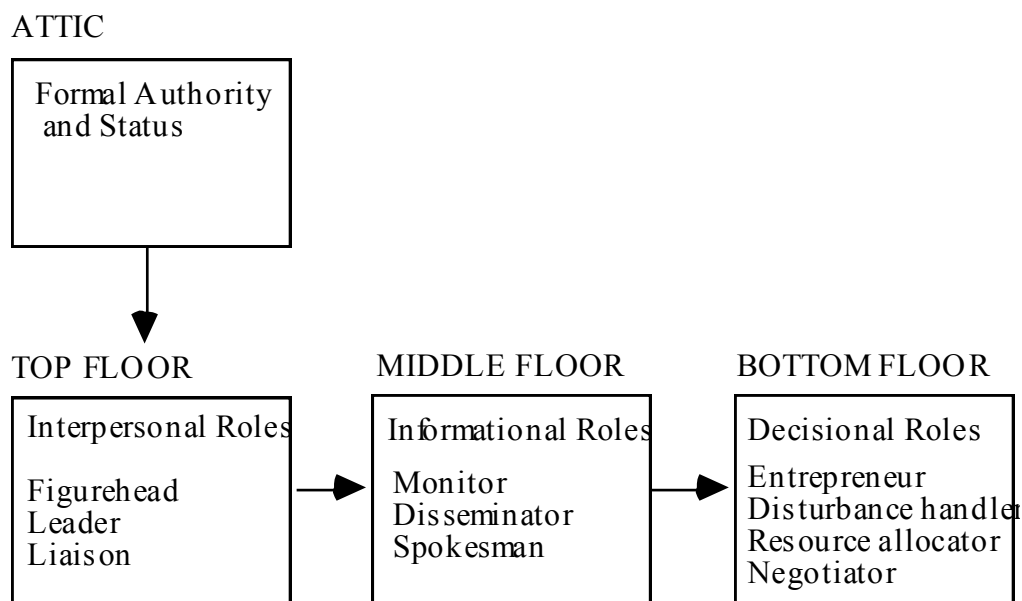 ATTIC
Formal Authority
and Status
TOP FLOOR
Interpersonal Roles
Figurehead
Leader
Liaison
MIDDLE FLOOR
Informational Roles
Monitor
Disseminator
Spokesman
BOTTOM FLOOR
Decisional Roles
Entrepreneur
Disturbance handler
Resource allocator
Negotiator